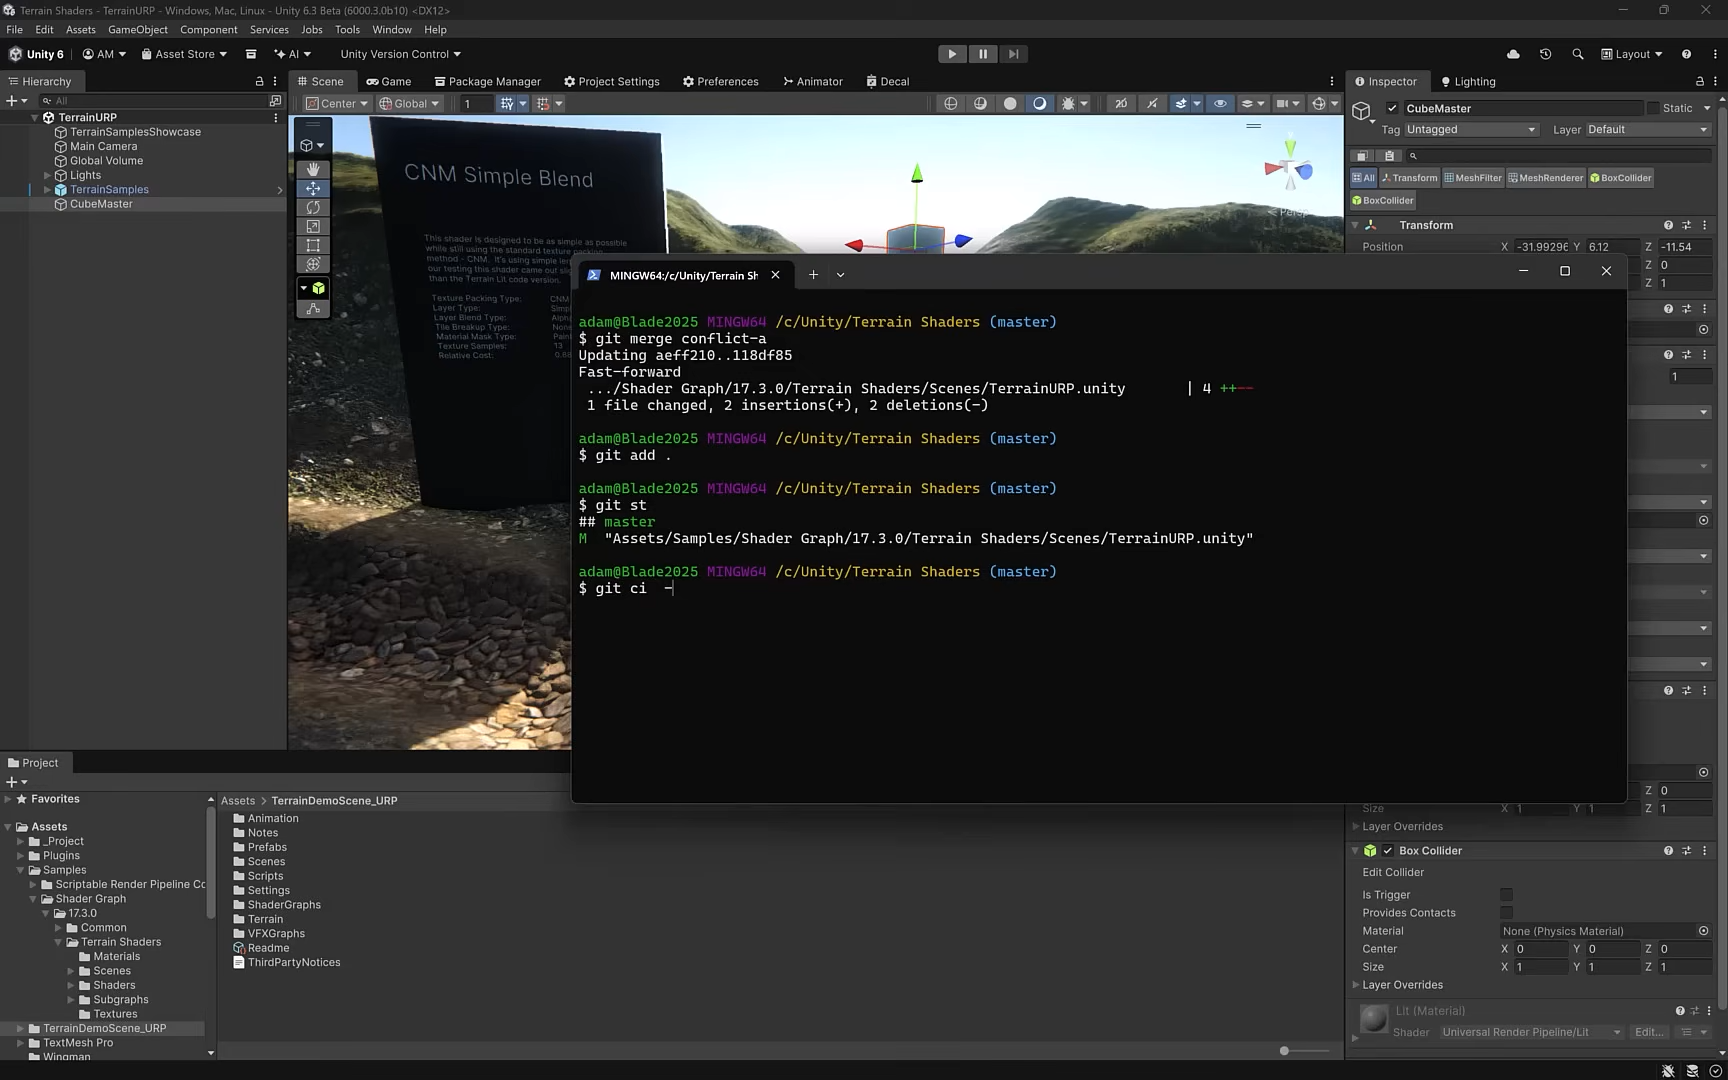 Terrain Shaders - TerrainURP - Windows, Mac, Linux - Unity 6.3 Beta (6000.3.0b10) <DX12>
File Edit Assets GameObject Component Services Jobs Tools Window Help
Unity 6 AM Asset Store AI Unity Version Control Layout
Hierarchy Scene Game Package Manager Project Settings Preferences Animator Decal Inspector Lighting
All Center Global 1 2D CubeMaster Static
Tag Untagged Layer Default
TerrainURP
TerrainSamplesShowcase
Main Camera
Global Volume
Lights
TerrainSamples
CubeMaster
CNM Simple Blend
This shader is designed to be as simple as possible
while still using the standard texture packing
method - CNM. It's using simple
our testing this shader came out
than the Terrain Lit code version.
Texture Packing Type: CNM
Layer Type:
Layer Blend Type:
Tile Breakup Type:
Material Mask Type:
Texture Samples: 13
Relative Cost:
Persp
All Transform MeshFilter MeshRenderer BoxCollider
BoxCollider
Transform
Position X -31.99296 Y 6.12 Z -11.54
Z 0
Z 1
1
MINGW64:/c/Unity/Terrain Sh
adam@Blade2025 MINGW64 /c/Unity/Terrain Shaders (master)
$ git merge conflict-a
Updating aeff210..118df85
Fast-forward
.../Shader Graph/17.3.0/Terrain Shaders/Scenes/TerrainURP.unity | 4 ++--
1 file changed, 2 insertions(+), 2 deletions(-)
adam@Blade2025 MINGW64 /c/Unity/Terrain Shaders (master)
$ git add .
adam@Blade2025 MINGW64 /c/Unity/Terrain Shaders (master)
$ git st
## master
M "Assets/Samples/Shader Graph/17.3.0/Terrain Shaders/Scenes/TerrainURP.unity"
adam@Blade2025 MINGW64 /c/Unity/Terrain Shaders (master)
$ git ci -
Z 0
Size X 1 Y 1 Z 1
Layer Overrides
Box Collider
Edit Collider
Is Trigger
Provides Contacts
Material None (Physics Material)
Center X 0 Y 0 Z 0
Size X 1 Y 1 Z 1
Layer Overrides
Lit (Material)
Shader Universal Render Pipeline/Lit Edit...
Project
Favorites
Assets
_Project
Plugins
Samples
Scriptable Render Pipeline Co
Shader Graph
17.3.0
Common
Terrain Shaders
Materials
Scenes
Shaders
Subgraphs
Textures
TerrainDemoScene_URP
TextMesh Pro
Wingman
Assets > TerrainDemoScene_URP
Animation
Notes
Prefabs
Scenes
Scripts
Settings
ShaderGraphs
Terrain
VFXGraphs
Readme
ThirdPartyNotices